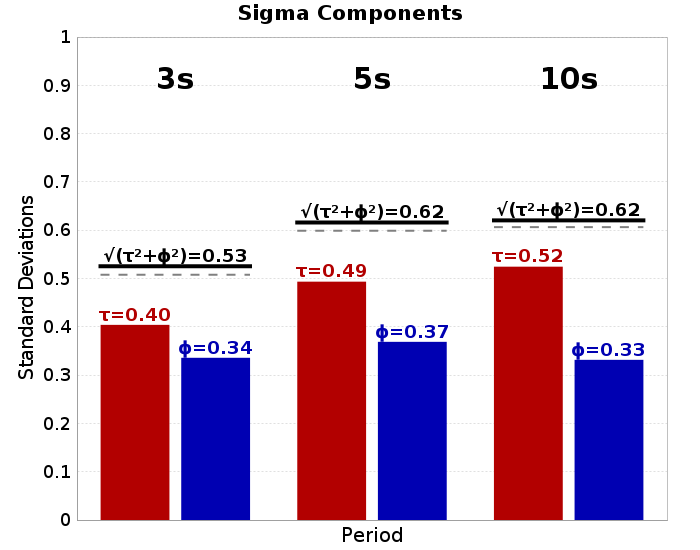 Sigma Components
1
0.9
0.8
0.7
0.6
0.5
0.4
0.3
0.2
0.1
0
Standard Deviations
3s
5s
10s
√(τ²+ϕ²)=0.53
τ=0.40
ϕ=0.34
√(τ²+ϕ²)=0.62
τ=0.49
ϕ=0.37
√(τ²+ϕ²)=0.62
τ=0.52
ϕ=0.33
Period